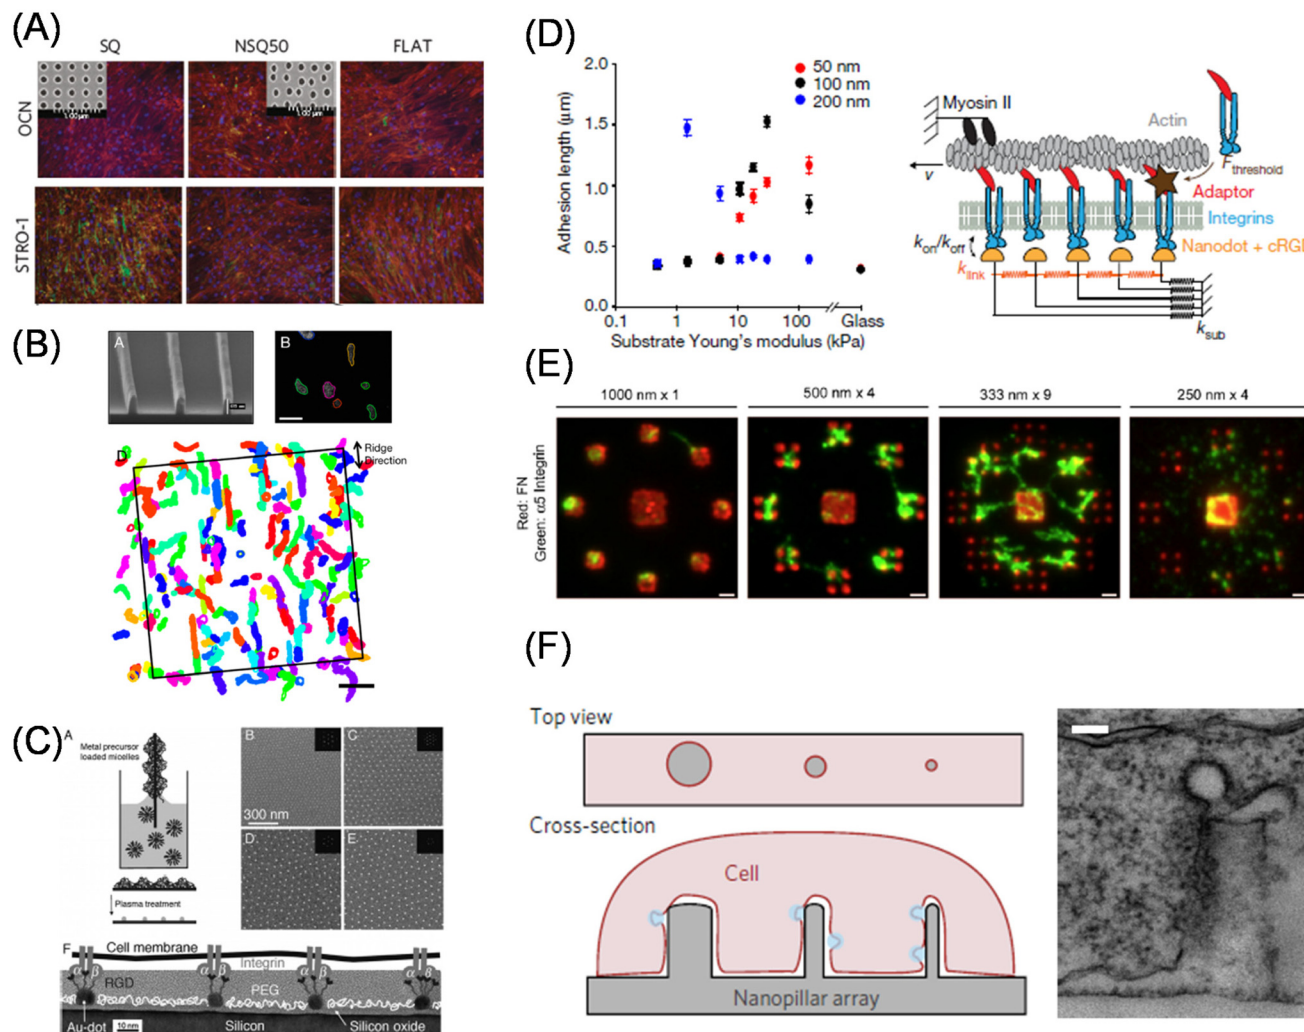 (A)
SQ
NSQ50
FLAT
OCN
1.00µm
STRO-1
(B)
A
B
D
Ridge
Direction
(C)
A
Metal precursor
loaded micelles
Plasma treatment
B
C
300 nm
D
E
F
Cell membrane
Integrin
α β
α β
α β
α β
RGD
PEG
Au-dot
10 nm
Silicon
Silicon oxide
(D)
50 nm
100 nm
200 nm
Adhesion length (µm)
2.0
1.5
1.0
0.5
0.0
0.1
1
10
100
Glass
Substrate Young's modulus (kPa)
Myosin II
Actin
v
Fthreshold
Adaptor
Integrins
kon/koff
Nanodot + cRGI
klink
ksub
(E)
1000 nm x 1
500 nm x 4
333 nm x 9
250 nm x 4
Red: FN
Green: α5 Integrin
(F)
Top view
Cross-section
Cell
Nanopillar array